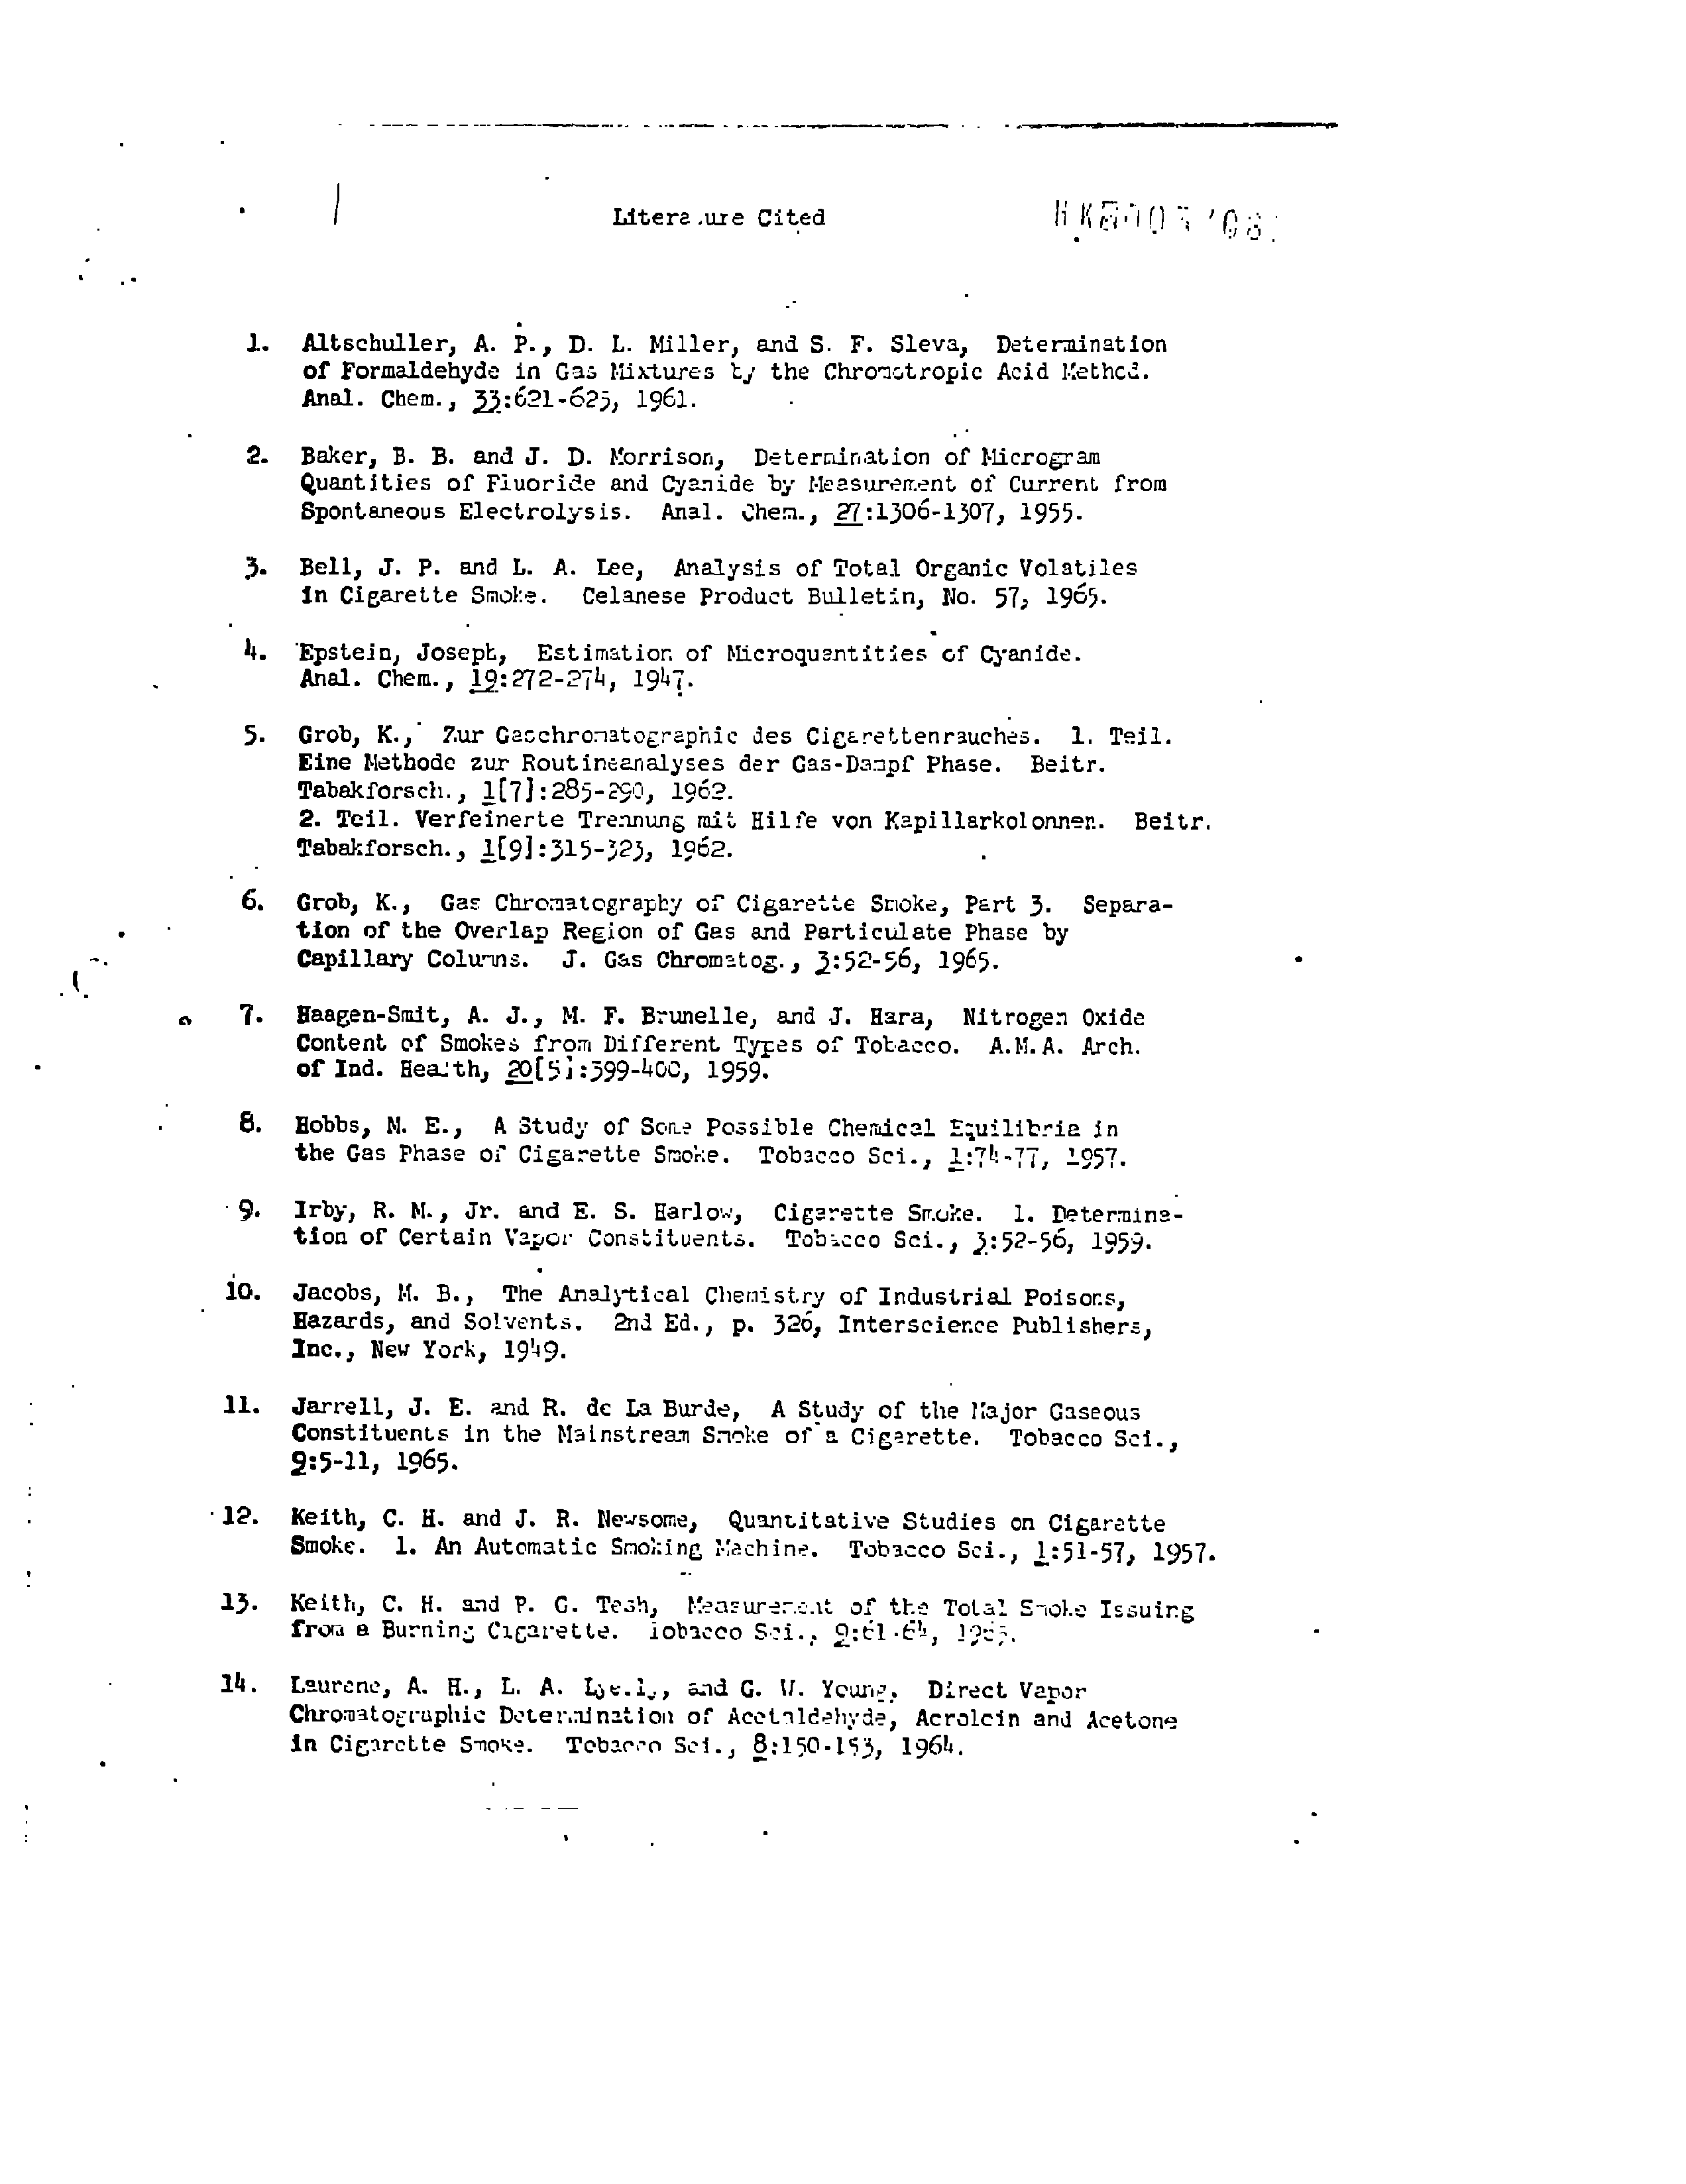 Literature Cited
1. Altschuller, A. P., D. L. Miller, and S. F. Sleva, Determination
of Formaldehyde in Gas Mixtures by the Chromotropic Acid Method.
Anal. Chem., 33:621-625, 1961.
2. Baker, B. B. and J. D. Morrison, Determination of Microgram
Quantities of Fluoride and Cyanide by Measurement of Current from
Spontaneous Electrolysis. Anal. Chem., 27:1306-1307, 1955.
3. Bell, J. P. and L. A. Lee, Analysis of Total Organic Volatiles
in Cigarette Smoke. Celanese Product Bulletin, No. 57, 1965.
4. Epstein, Joseph, Estimation of Microquantities of Cyanide.
Anal. Chem., 19:272-274, 1947.
5. Grob, K., Zur Gaschromatographie des Cigarettenrauches. 1. Teil.
Eine Methode zur Routineanalyses der Gas-Dampf Phase. Beitr.
Tabakforsch., 1[7]:285-290, 1962.
2. Teil. Verfeinerte Trennung mit Hilfe von Kapillarkolonnen. Beitr.
Tabakforsch., 1[9]:315-323, 1962.
6. Grob, K., Gas Chromatography of Cigarette Smoke, Part 3. Separa-
tion of the Overlap Region of Gas and Particulate Phase by
Capillary Columns. J. Gas Chromatog., 3:52-56, 1965.
7. Haagen-Smit, A. J., M. F. Brunelle, and J. Hara, Nitrogen Oxide
Content of Smokes from Different Types of Tobacco. A.M.A. Arch.
of Ind. Health, 20[5]:399-400, 1959.
8. Hobbs, M. E., A Study of Some Possible Chemical Equilibria in
the Gas Phase of Cigarette Smoke. Tobacco Sci., 1:74-77, 1957.
9. Irby, R. M., Jr. and E. S. Harlow, Cigarette Smoke. 1. Determina-
tion of Certain Vapor Constituents. Tobacco Sci., 3:52-56, 1959.
10. Jacobs, M. B., The Analytical Chemistry of Industrial Poisons,
Hazards, and Solvents. 2nd Ed., p. 326, Interscience Publishers,
Inc., New York, 1949.
11. Jarrell, J. E. and R. de La Burde, A Study of the Major Gaseous
Constituents in the Mainstream Smoke of a Cigarette. Tobacco Sci.,
9:5-11, 1965.
12. Keith, C. H. and J. R. Newsome, Quantitative Studies on Cigarette
Smoke. 1. An Automatic Smoking Machine. Tobacco Sci., 1:51-57, 1957.
13. Keith, C. H. and P. G. Tesh, Measurement of the Total Smoke Issuing
from a Burning Cigarette. Tobacco Sci., 9:61-64, 1965.
14. Laurene, A. H., L. A. and G. W. Young, Direct Vapor
Chromatographic Determination of Acetaldehyde, Acrolein and Acetone
in Cigarette Smoke. Tobacco Sci., 8:150-153, 1964.